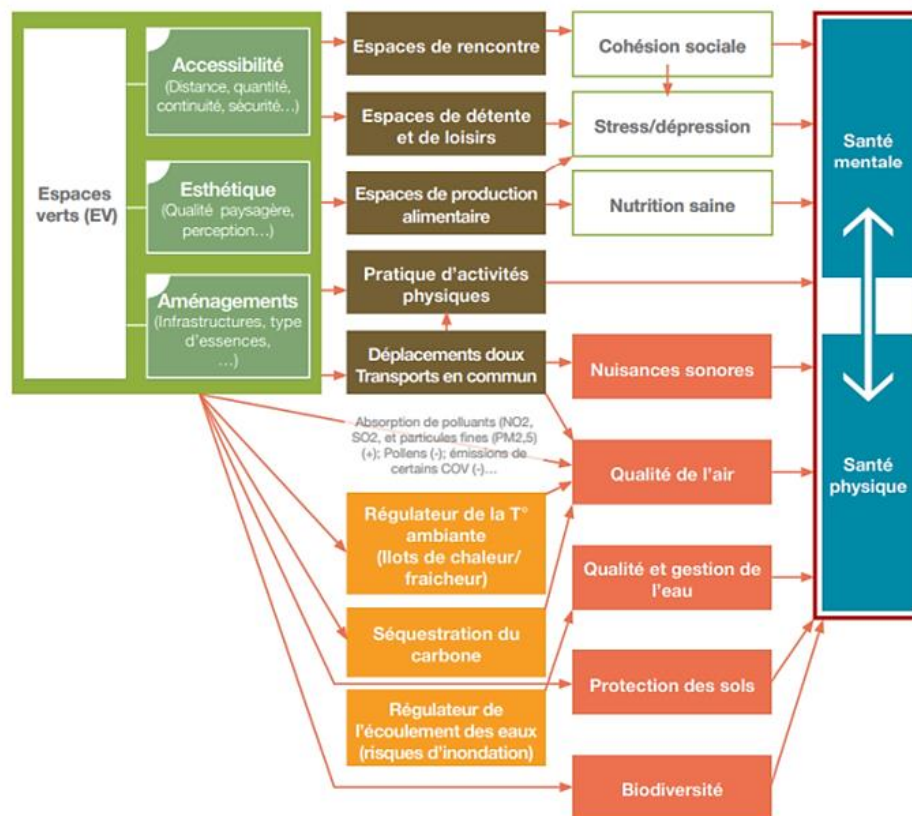 Espaces
verts (EV)
Accessibilité
(Distance, quantité,
continuité, sécurité…)
Esthétique
(Qualité paysagère,
perception…)
Aménagements
(Infrastructures, type
d'essences,
…)
Espaces de rencontre
Espaces de détente
et de loisirs
Espaces de production
alimentaire
Pratique d'activités
physiques
Déplacements doux
Transports en commun
Absorption de polluants (NO2,
SO2, et particules fines (PM2,5)
(+); Pollens (-); émissions de
certains COV (-)…
Régulateur de la T°
ambiante
(Ilots de chaleur/
fraicheur)
Séquestration du
carbone
Régulateur de
l'écoulement des eaux
(risques d'inondation)
Cohésion sociale
Stress/dépression
Nutrition saine
Nuisances sonores
Qualité de l'air
Qualité et gestion de
l'eau
Protection des sols
Biodiversité
Santé
mentale
Santé
physique